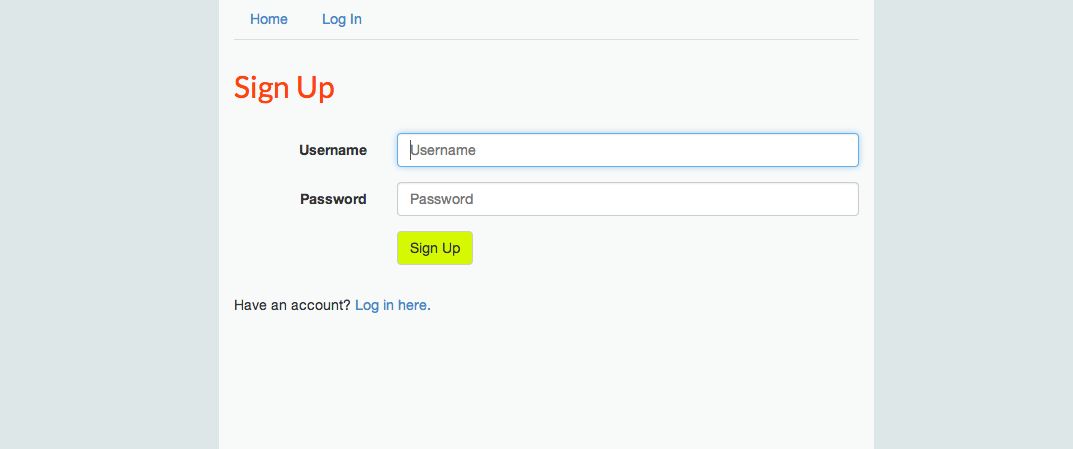 Home Log In
Sign Up
Username Username
Password Password
Sign Up
Have an account? Log in here.